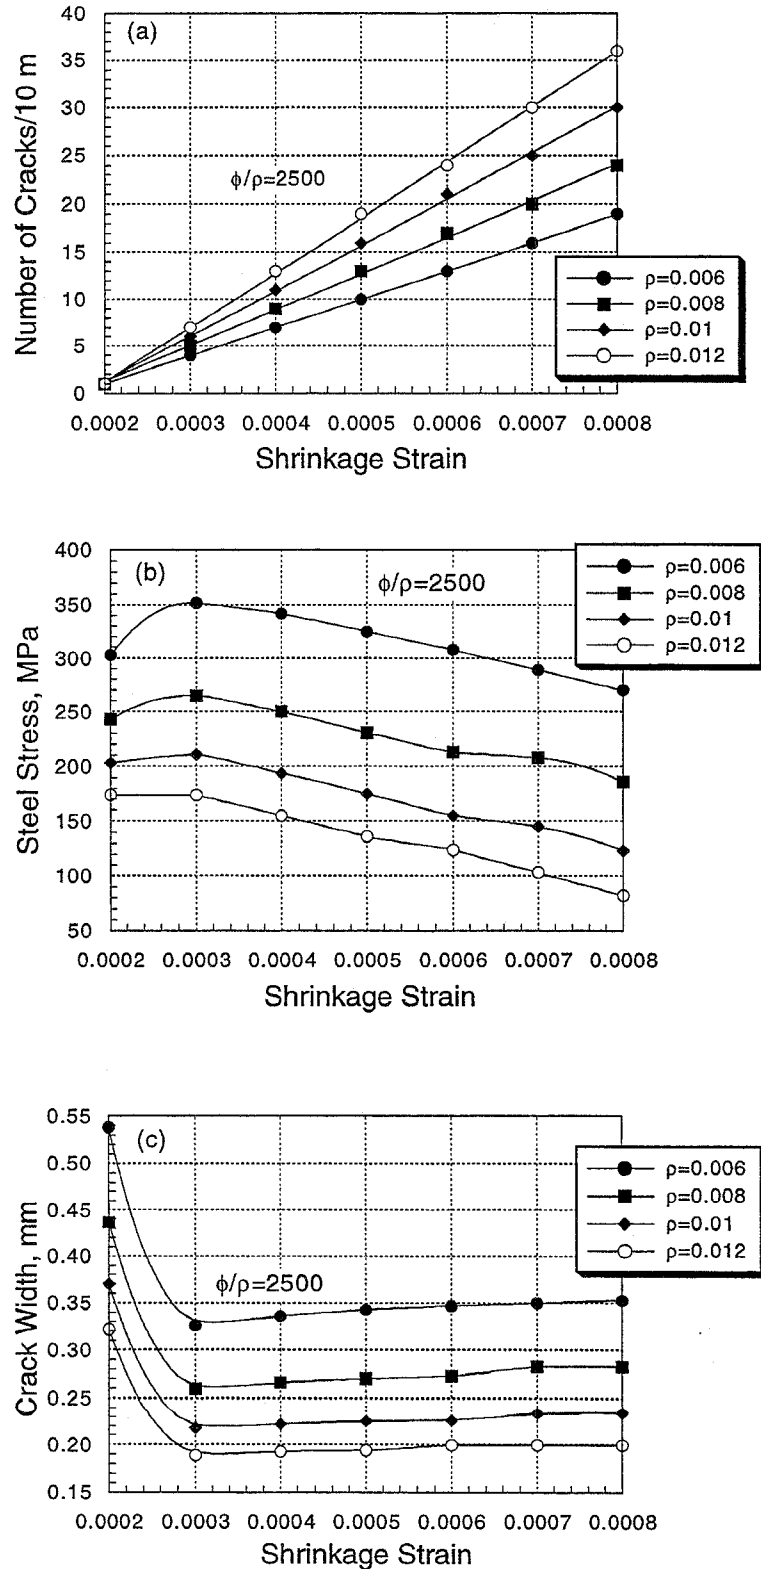 (a)
40
35
30
25
20
15
10
5
0
Number of Cracks/10 m
ϕ/ρ=2500
ρ=0.006
ρ=0.008
ρ=0.01
ρ=0.012
0.0002 0.0003 0.0004 0.0005 0.0006 0.0007 0.0008
Shrinkage Strain
(b)
400
350
300
250
200
150
100
50
Steel Stress, MPa
ϕ/ρ=2500
ρ=0.006
ρ=0.008
ρ=0.01
ρ=0.012
0.0002 0.0003 0.0004 0.0005 0.0006 0.0007 0.0008
Shrinkage Strain
(c)
0.55
0.50
0.45
0.40
0.35
0.30
0.25
0.20
0.15
Crack Width, mm
ϕ/ρ=2500
ρ=0.006
ρ=0.008
ρ=0.01
ρ=0.012
0.0002 0.0003 0.0004 0.0005 0.0006 0.0007 0.0008
Shrinkage Strain